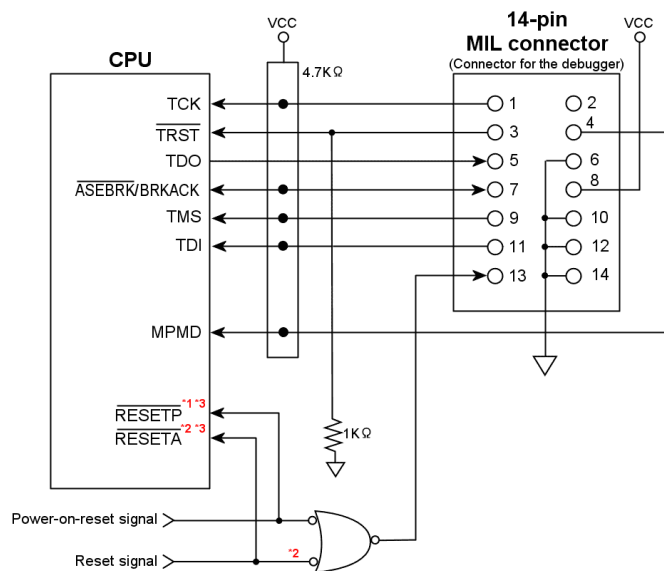 VCC
14-pin
MIL connector
(Connector for the debugger)
VCC
CPU
4.7KΩ
TCK
1
2
TRST
3
4
TDO
5
6
ASEBRK/BRKACK
7
8
TMS
9
10
TDI
11
12
13
14
MPMD
RESETP *1 *3
RESETA *2 *3
1KΩ
Power-on-reset signal
Reset signal
*2